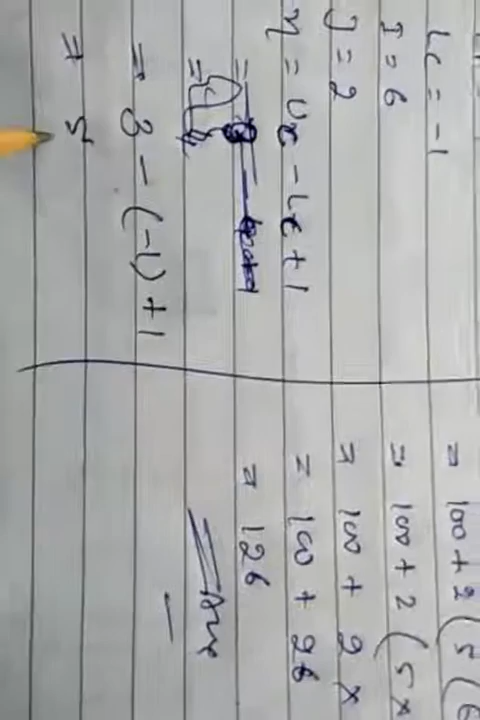 Lc = -1
I = 6
J = 2
n = Uc - Lc + 1
=
=
= 3 - (-1) + 1
= 5
= 100 + 2 ( 5 (
= 100 + 2 ( 5 x
= 100 + 2 x
= 100 + 26
= 126
Ans